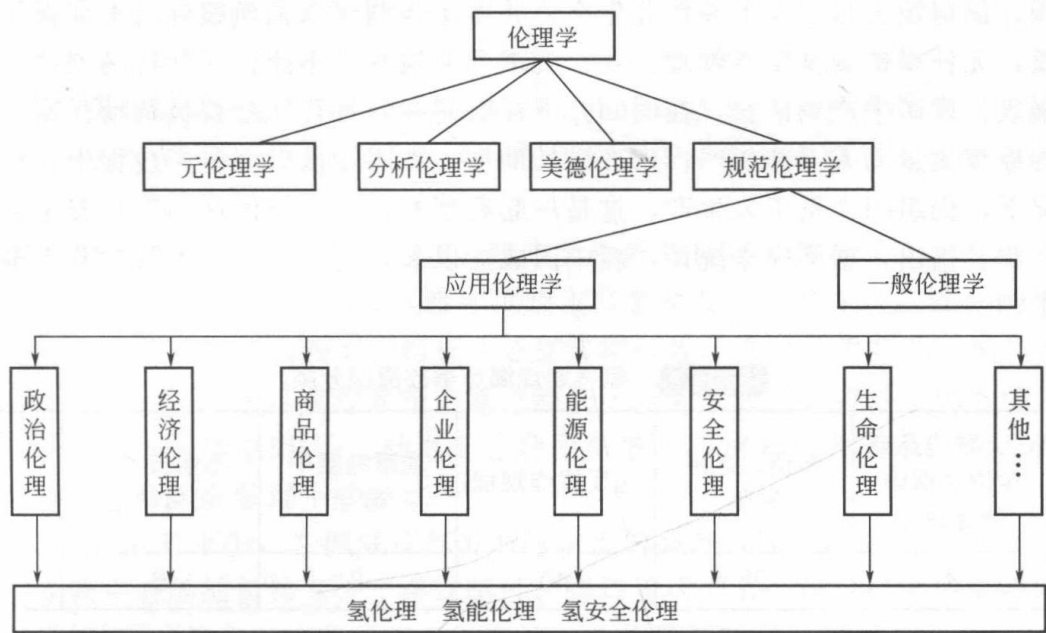 伦理学
元伦理学 分析伦理学 美德伦理学 规范伦理学
应用伦理学 一般伦理学
政治伦理 经济伦理 商品伦理 企业伦理 能源伦理 安全伦理 生命伦理 其他…
氢伦理 氢能伦理 氢安全伦理